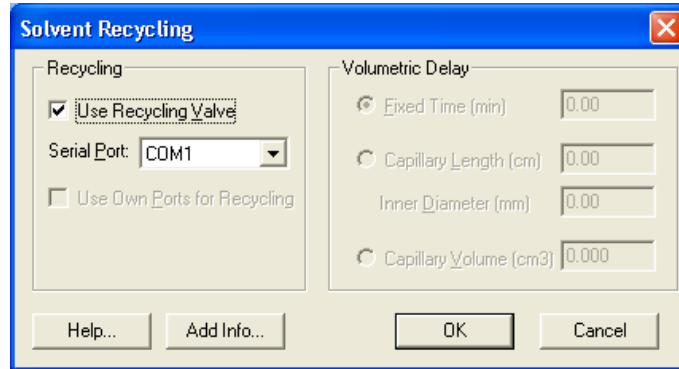 Solvent Recycling
Recycling
Use Recycling Valve
Serial Port: COM1
Use Own Ports for Recycling
Volumetric Delay
Fixed Time (min) 0.00
Capillary Length (cm) 0.00
Inner Diameter (mm) 0.00
Capillary Volume (cm3) 0.000
Help... Add Info... OK Cancel